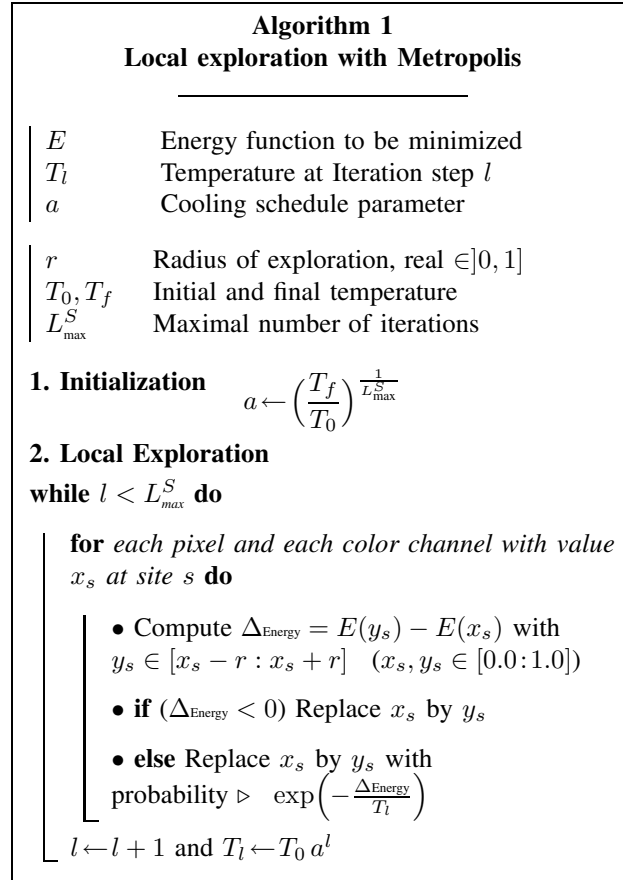 Algorithm 1
Local exploration with Metropolis
E Energy function to be minimized
T_l Temperature at Iteration step l
a Cooling schedule parameter
r Radius of exploration, real ∈]0, 1]
T_0, T_f Initial and final temperature
L^S_max Maximal number of iterations
1. Initialization a ← (T_f / T_0)^(1 / L^S_max)
2. Local Exploration
while l < L^S_max do
for each pixel and each color channel with value
x_s at site s do
• Compute Δ_Energy = E(y_s) − E(x_s) with
y_s ∈ [x_s − r : x_s + r] (x_s, y_s ∈ [0.0:1.0])
• if (Δ_Energy < 0) Replace x_s by y_s
• else Replace x_s by y_s with
probability ▹ exp(−Δ_Energy / T_l)
l ← l + 1 and T_l ← T_0 a^l